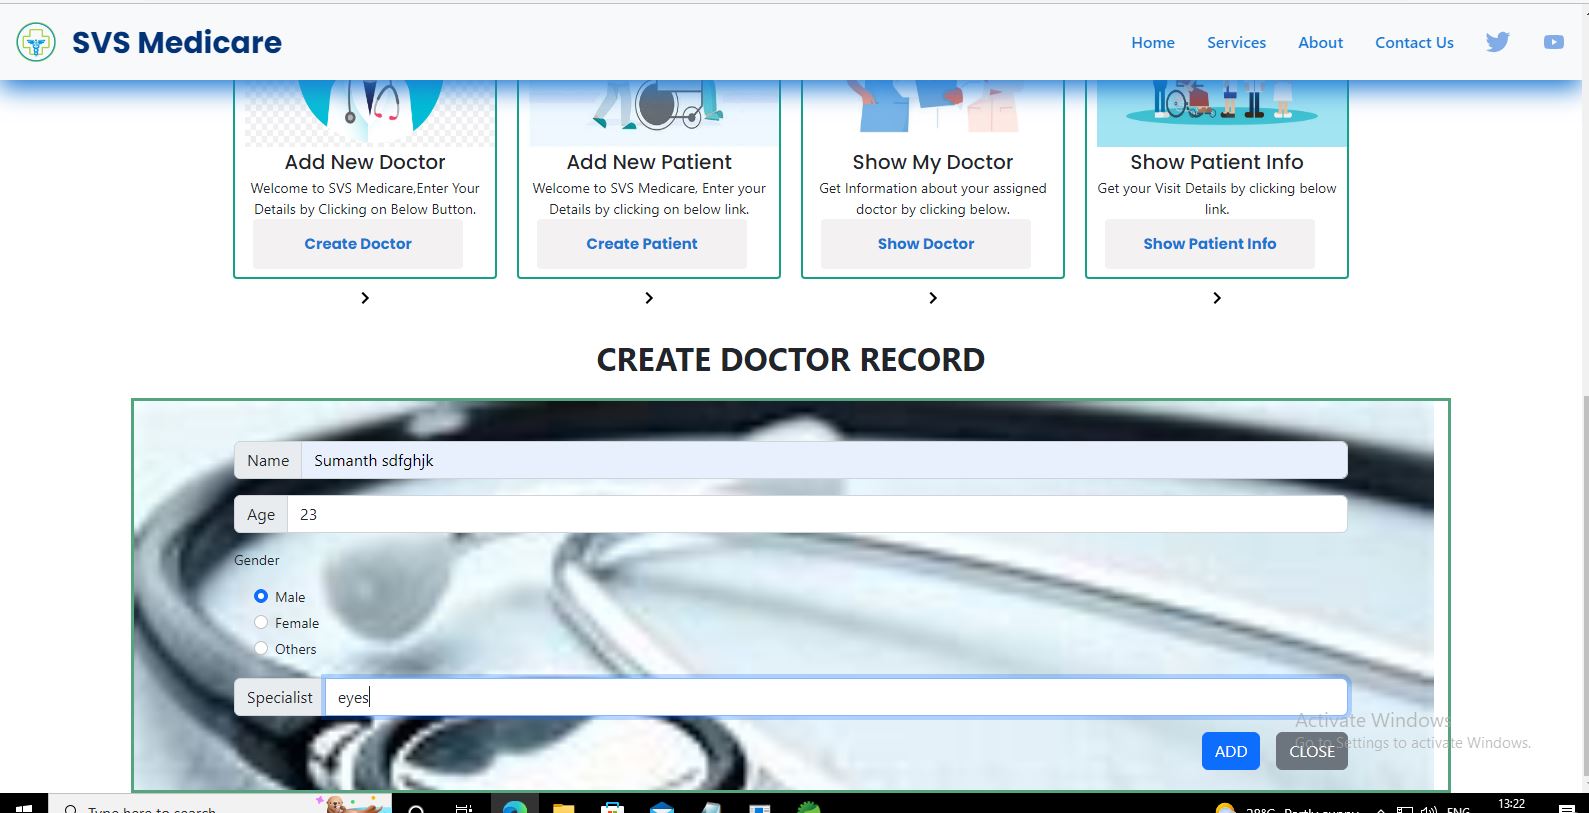 SVS Medicare
Home Services About Contact Us
Add New Doctor
Welcome to SVS Medicare,Enter Your
Details by Clicking on Below Button.
Create Doctor
Add New Patient
Welcome to SVS Medicare, Enter your
Details by clicking on below link.
Create Patient
Show My Doctor
Get Information about your assigned
doctor by clicking below.
Show Doctor
Show Patient Info
Get your Visit Details by clicking below
link.
Show Patient Info
CREATE DOCTOR RECORD
Name Sumanth sdfghjk
Age 23
Gender
Male
Female
Others
Specialist eyes
ADD CLOSE
Activate Windows
Go to Settings to activate Windows.
Type here to search
28°C Partly sunny ENG 13:22